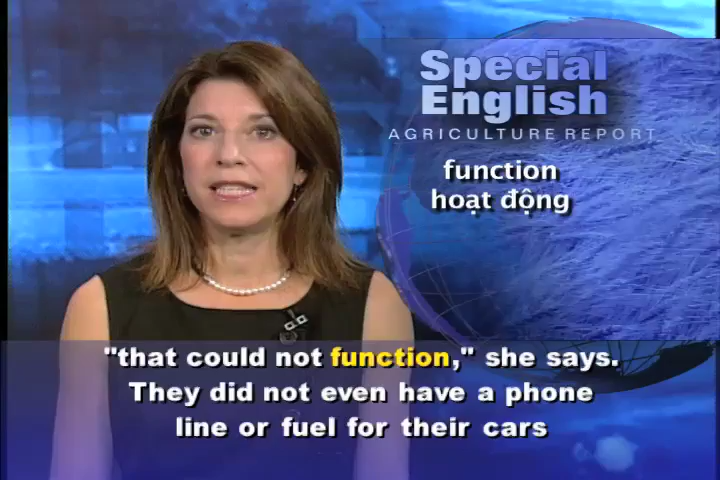 Special
English
AGRICULTURE REPORT
function
hoạt động
"that could not function," she says.
They did not even have a phone
line or fuel for their cars